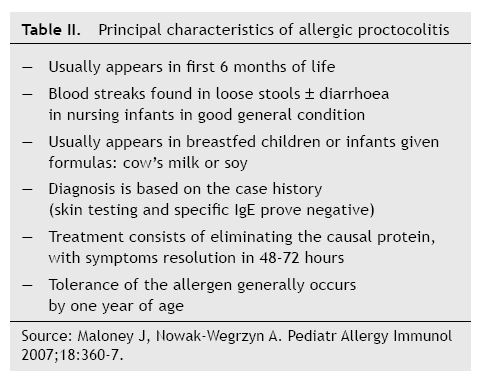 Table II. Principal characteristics of allergic proctocolitis
— Usually appears in first 6 months of life
— Blood streaks found in loose stools ± diarrhoea
in nursing infants in good general condition
— Usually appears in breastfed children or infants given
formulas: cow's milk or soy
— Diagnosis is based on the case history
(skin testing and specific IgE prove negative)
— Treatment consists of eliminating the causal protein,
with symptoms resolution in 48-72 hours
— Tolerance of the allergen generally occurs
by one year of age
Source: Maloney J, Nowak-Wegrzyn A. Pediatr Allergy Immunol
2007;18:360-7.